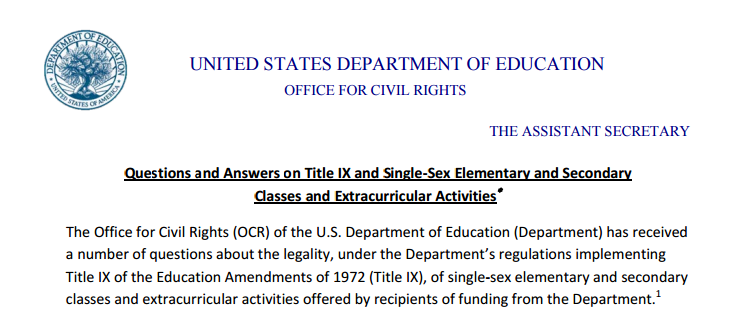 DEPARTMENT OF EDUCATION
UNITED STATES OF AMERICA
UNITED STATES DEPARTMENT OF EDUCATION
OFFICE FOR CIVIL RIGHTS
THE ASSISTANT SECRETARY
Questions and Answers on Title IX and Single-Sex Elementary and Secondary
Classes and Extracurricular Activities*
The Office for Civil Rights (OCR) of the U.S. Department of Education (Department) has received
a number of questions about the legality, under the Department’s regulations implementing
Title IX of the Education Amendments of 1972 (Title IX), of single-sex elementary and secondary
classes and extracurricular activities offered by recipients of funding from the Department.1